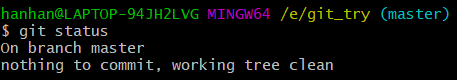 hanhan@LAPTOP-94JH2LVG MINGW64 /e/git_try (master)
$ git status
On branch master
nothing to commit, working tree clean